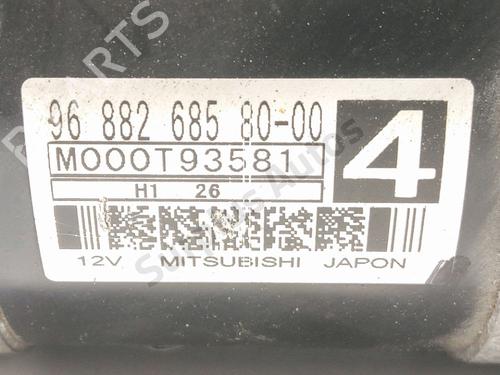 96 882 685 80-00
4
M000T93581
H1 26
12V MITSUBISHI JAPON